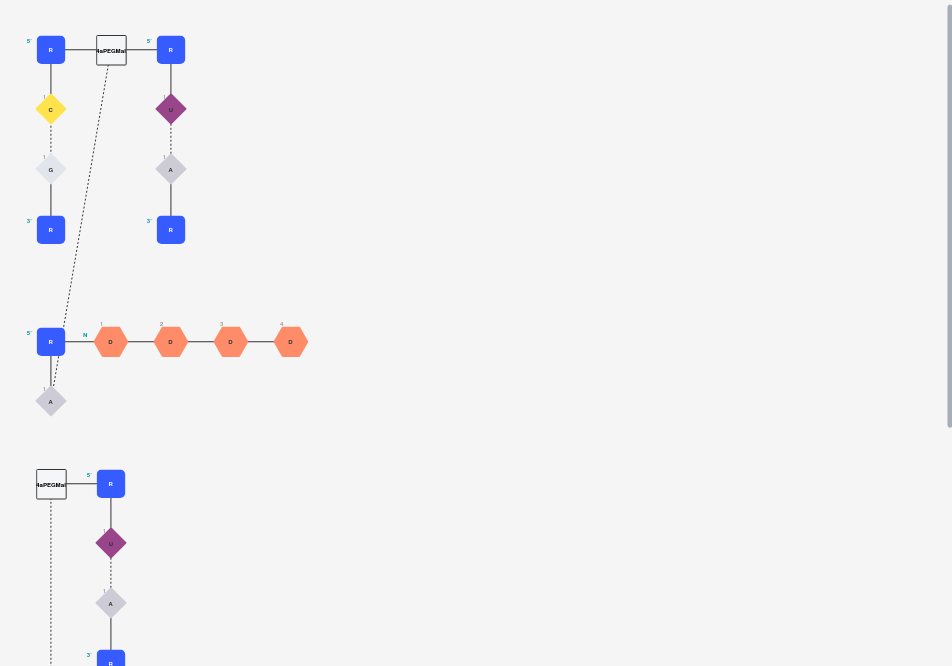 5' R 4aPEGMal 5' R
1 C 1 U
1 G 1 A
3' R 3' R
5' R N 1 D 2 D 3 D 4 D
1 A
4aPEGMal 5' R
1 U
1 A
3' R